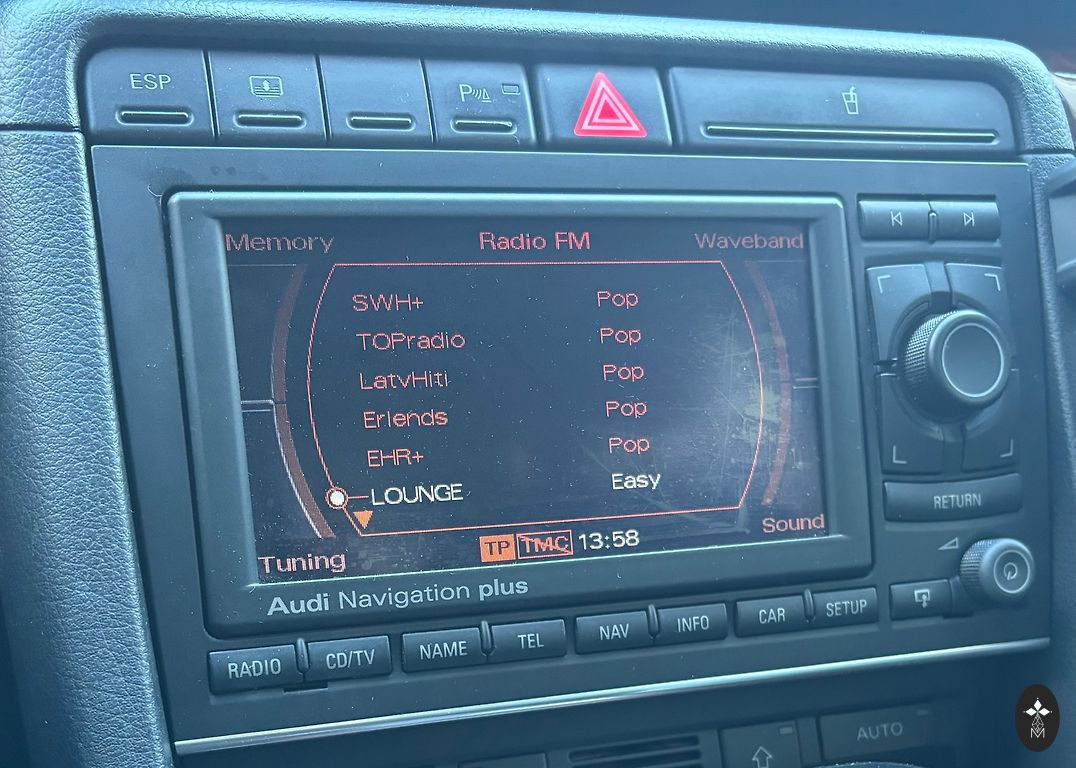 ESP
P
Memory Radio FM Waveband
SWH+ Pop
TOPradio Pop
LatvHiti Pop
Erlends Pop
EHR+ Pop
LOUNGE Easy
Tuning TP TMC 13:58 Sound
Audi Navigation plus
RETURN
RADIO CD/TV NAME TEL NAV INFO CAR SETUP
AUTO
M